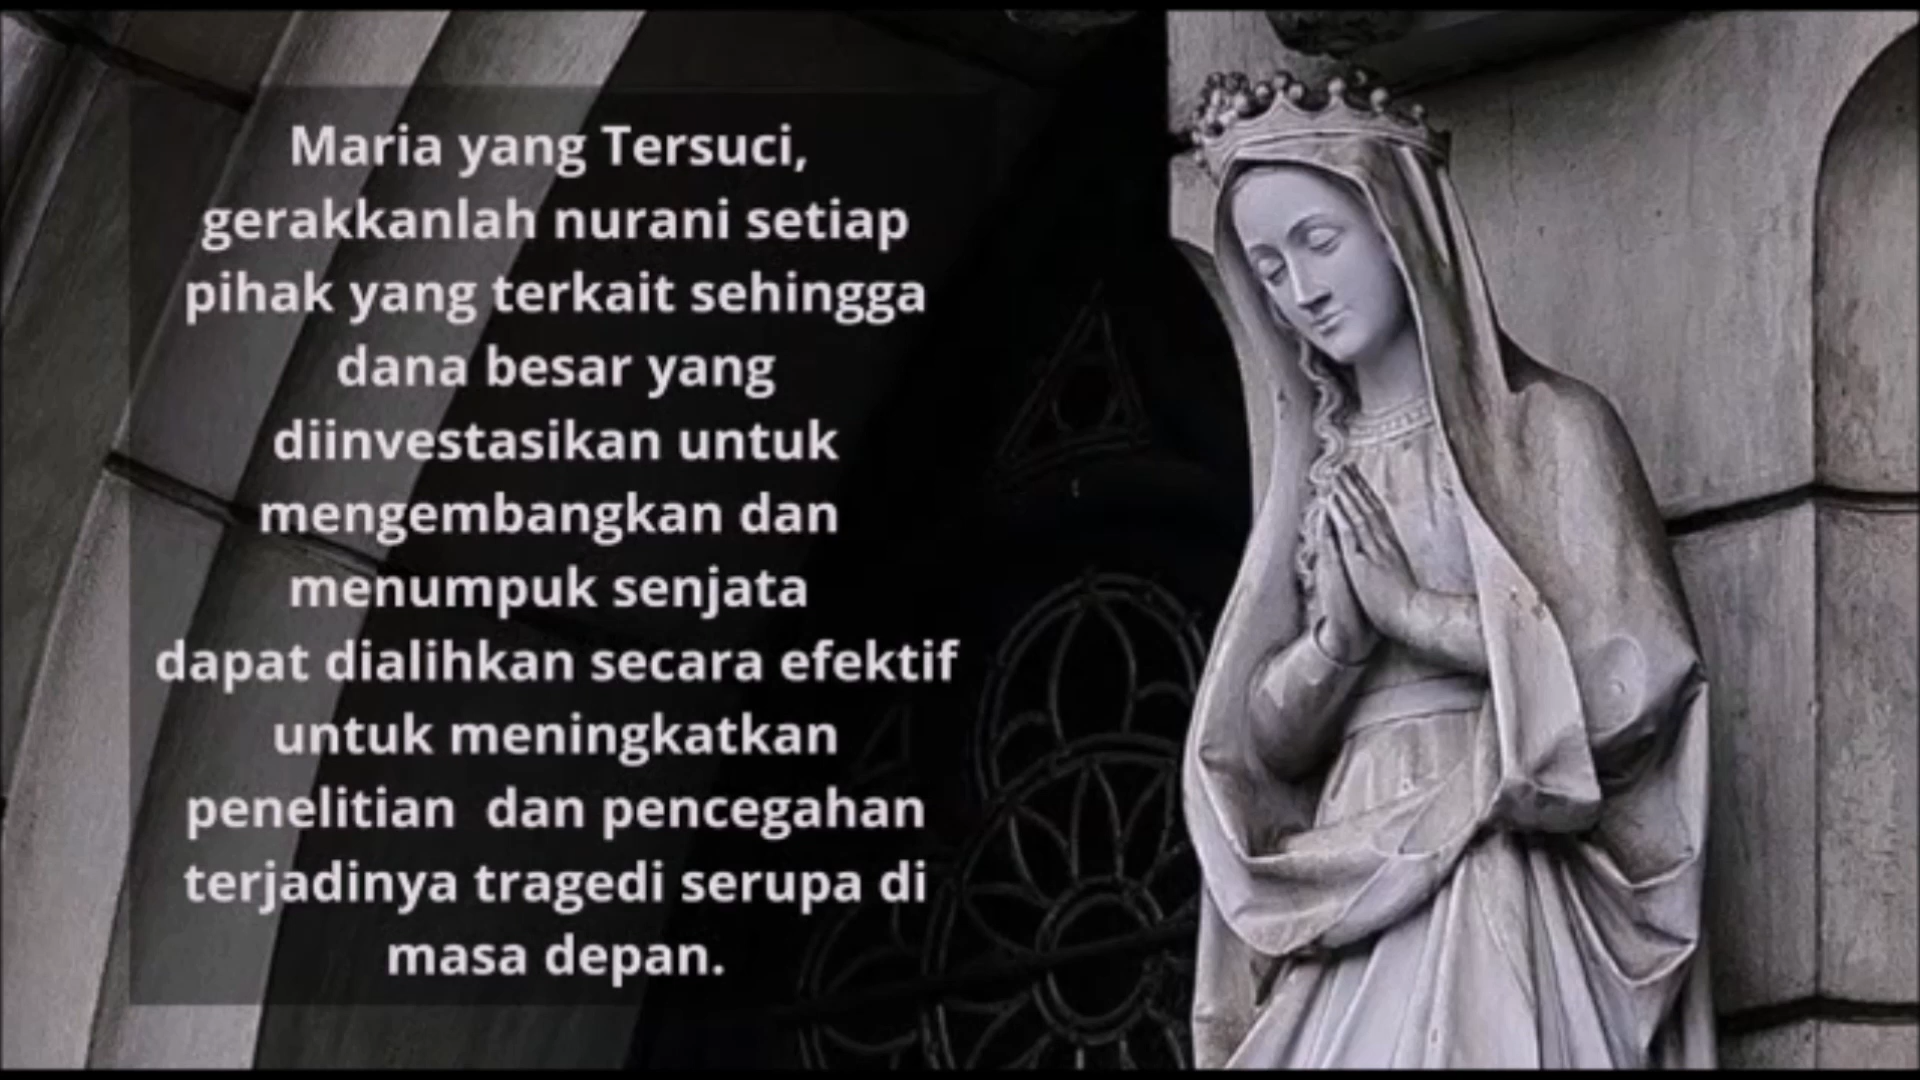 Maria yang Tersuci,
gerakkanlah nurani setiap
pihak yang terkait sehingga
dana besar yang
diinvestasikan untuk
mengembangkan dan
menumpuk senjata
dapat dialihkan secara efektif
untuk meningkatkan
penelitian  dan pencegahan
terjadinya tragedi serupa di
masa depan.